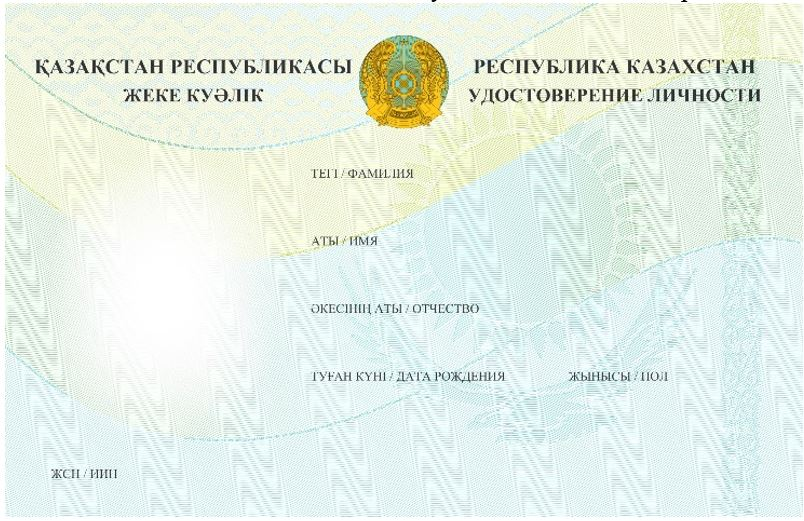 ҚАЗАҚСТАН РЕСПУБЛИКАСЫ
ЖЕКЕ КУӘЛІК
РЕСПУБЛИКА КАЗАХСТАН
УДОСТОВЕРЕНИЕ ЛИЧНОСТИ
ТЕГІ / ФАМИЛИЯ
АТЫ / ИМЯ
ӘКЕСІНІҢ АТЫ / ОТЧЕСТВО
ТУҒАН КҮНІ / ДАТА РОЖДЕНИЯ
ЖЫНЫСЫ / ПОЛ
ЖСН / ИИН